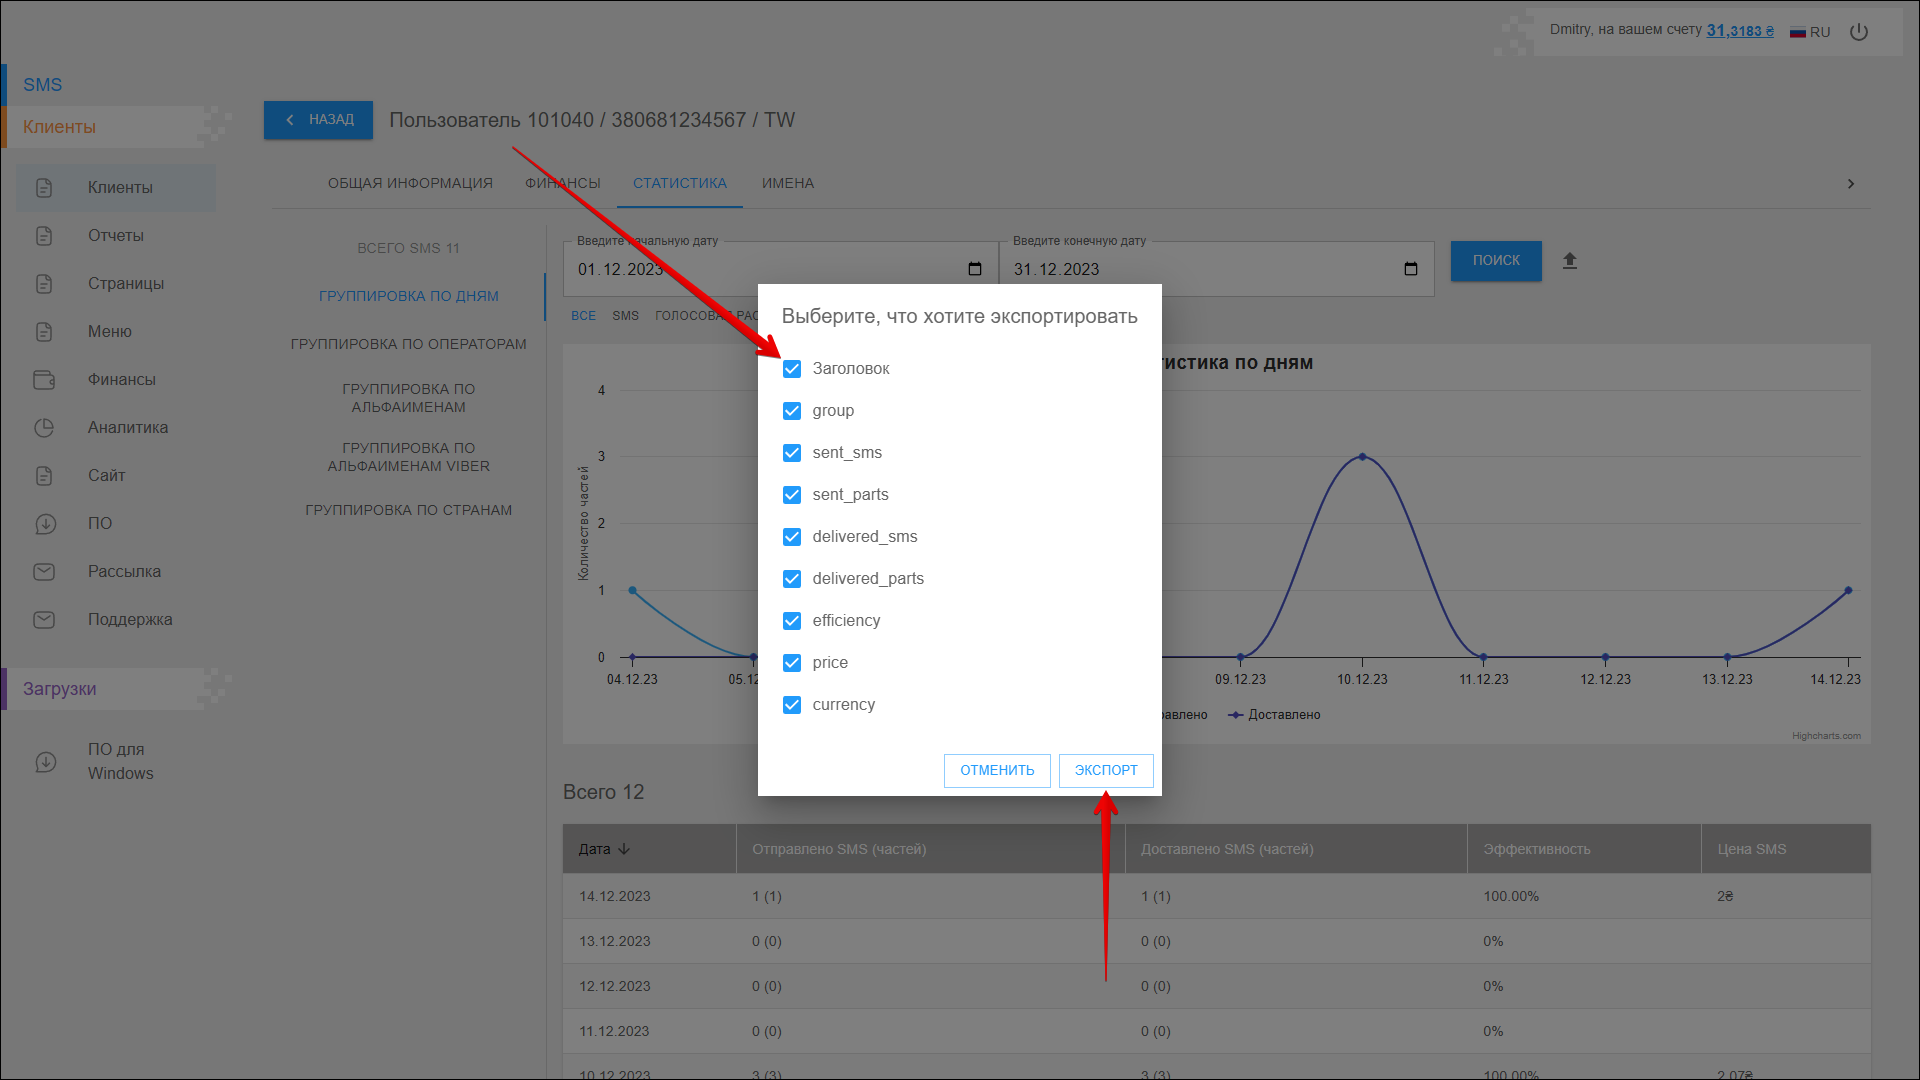 Dmitry, на вашем счету 31,3183 ₴
RU
SMS
Клиенты
Клиенты
Отчеты
Страницы
Меню
Финансы
Аналитика
Сайт
ПО
Рассылка
Поддержка
Загрузки
ПО для
Windows
НАЗАД
Пользователь 101040 / 380681234567 / TW
ОБЩАЯ ИНФОРМАЦИЯ
ФИНАНСЫ
СТАТИСТИКА
ИМЕНА
ВСЕГО SMS 11
ГРУППИРОВКА ПО ДНЯМ
ГРУППИРОВКА ПО ОПЕРАТОРАМ
ГРУППИРОВКА ПО
АЛЬФАИМЕНАМ
ГРУППИРОВКА ПО
АЛЬФАИМЕНАМ VIBER
ГРУППИРОВКА ПО СТРАНАМ
Введите начальную дату
01.12.2023
Введите конечную дату
31.12.2023
ПОИСК
ВСЕ
SMS
ГОЛОСОВАЯ РАС
тистика по дням
Количество частей
4
3
2
1
0
04.12.23
05.12
09.12.23
10.12.23
11.12.23
12.12.23
13.12.23
14.12.23
равлено
Доставлено
Highcharts.com
Выберите, что хотите экспортировать
Заголовок
group
sent_sms
sent_parts
delivered_sms
delivered_parts
efficiency
price
currency
ОТМЕНИТЬ
ЭКСПОРТ
Всего 12
Дата
Отправлено SMS (частей)
Доставлено SMS (частей)
Эффективность
Цена SMS
14.12.2023
1 (1)
1 (1)
100.00%
2₴
13.12.2023
0 (0)
0 (0)
0%
12.12.2023
0 (0)
0 (0)
0%
11.12.2023
0 (0)
0 (0)
0%
10.12.2023
3 (3)
3 (3)
100.00%
2.07₴